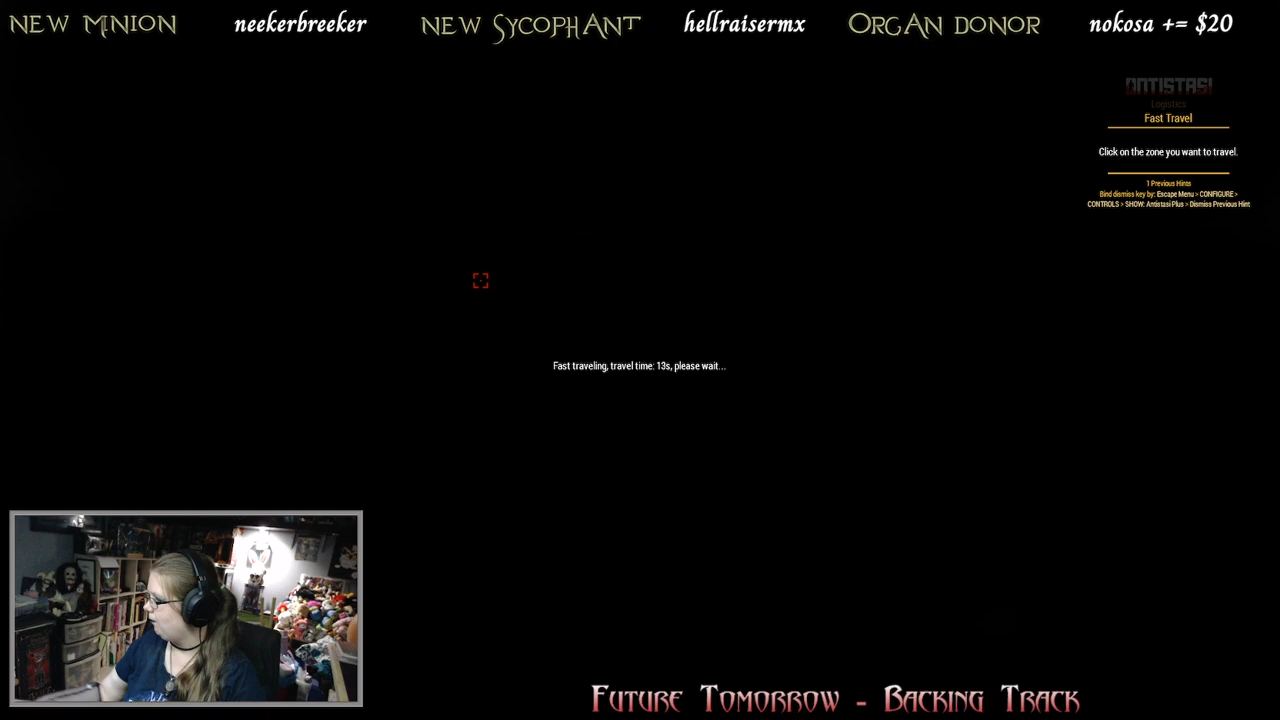 NEW MINION neekerbreeker NEW SYCOPHANT hellraisermx ORGAN DONOR nokosa += $20
ANTISTASI
Logistics
Fast Travel
Click on the zone you want to travel.
1 Previous Hints
Bind dismiss key by: Escape Menu > CONFIGURE >
CONTROLS > SHOW: Antistasi Plus > Dismiss Previous Hint
Fast traveling, travel time: 13s, please wait...
FUTURE TOMORROW - BACKING TRACK